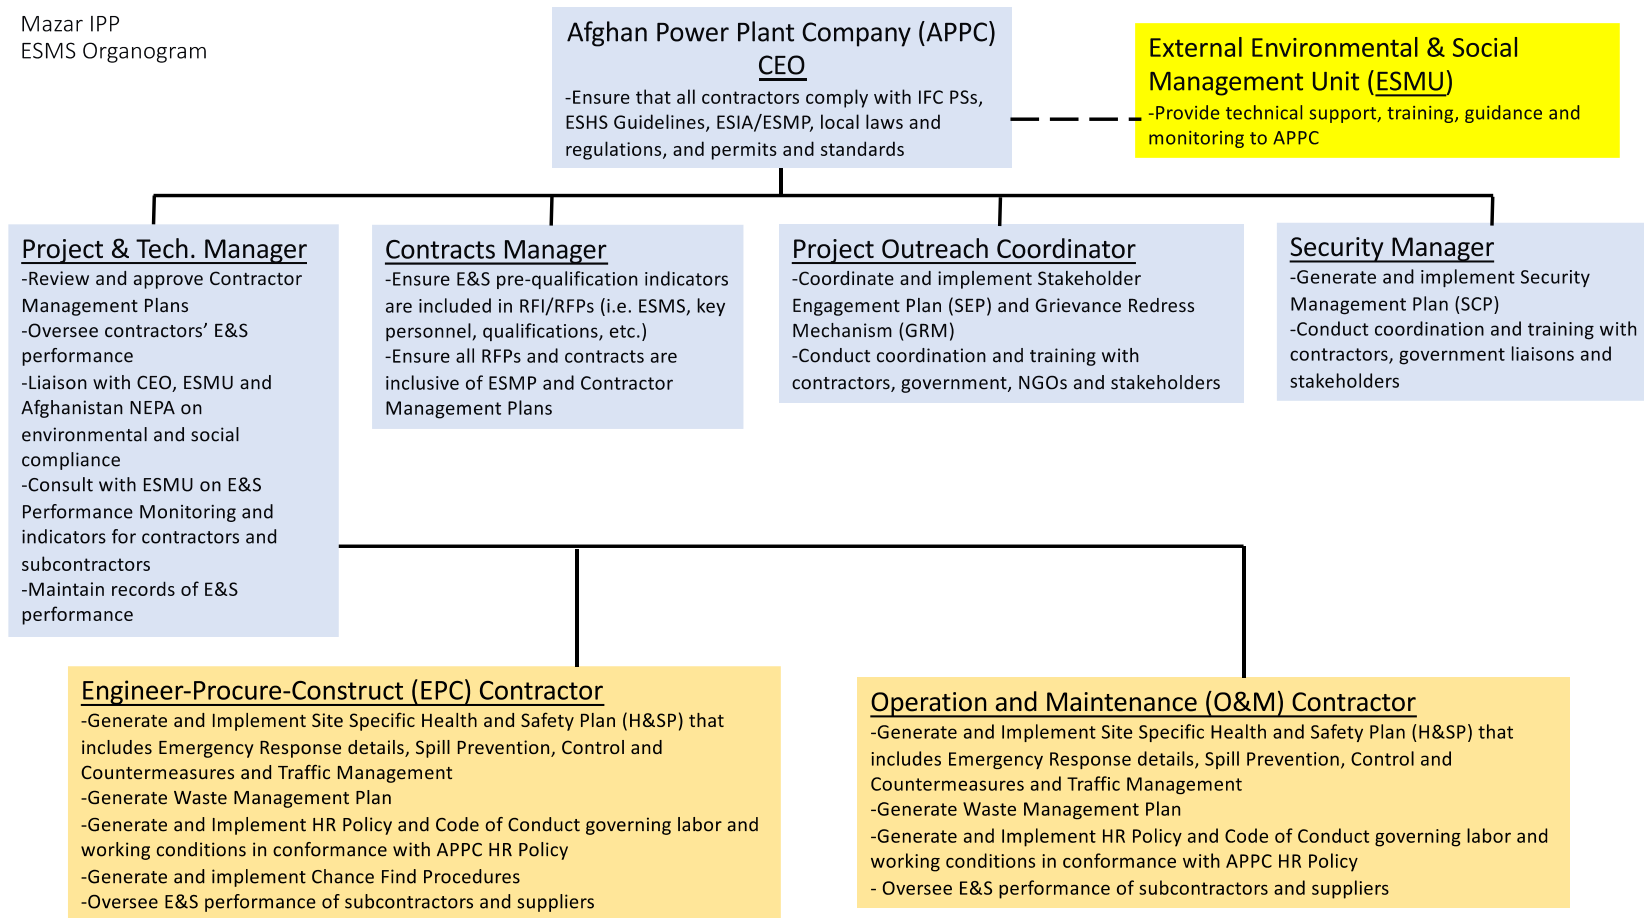 Mazar IPP
ESMS Organogram
Afghan Power Plant Company (APPC)
CEO
-Ensure that all contractors comply with IFC PSs,
ESHS Guidelines, ESIA/ESMP, local laws and
regulations, and permits and standards
External Environmental & Social
Management Unit (ESMU)
-Provide technical support, training, guidance and
monitoring to APPC
Project & Tech. Manager
-Review and approve Contractor
Management Plans
-Oversee contractors’ E&S
performance
-Liaison with CEO, ESMU and
Afghanistan NEPA on
environmental and social
compliance
-Consult with ESMU on E&S
Performance Monitoring and
indicators for contractors and
subcontractors
-Maintain records of E&S
performance
Contracts Manager
-Ensure E&S pre-qualification indicators
are included in RFI/RFPs (i.e. ESMS, key
personnel, qualifications, etc.)
-Ensure all RFPs and contracts are
inclusive of ESMP and Contractor
Management Plans
Project Outreach Coordinator
-Coordinate and implement Stakeholder
Engagement Plan (SEP) and Grievance Redress
Mechanism (GRM)
-Conduct coordination and training with
contractors, government, NGOs and stakeholders
Security Manager
-Generate and implement Security
Management Plan (SCP)
-Conduct coordination and training with
contractors, government liaisons and
stakeholders
Engineer-Procure-Construct (EPC) Contractor
-Generate and Implement Site Specific Health and Safety Plan (H&SP) that
includes Emergency Response details, Spill Prevention, Control and
Countermeasures and Traffic Management
-Generate Waste Management Plan
-Generate and Implement HR Policy and Code of Conduct governing labor and
working conditions in conformance with APPC HR Policy
-Generate and implement Chance Find Procedures
-Oversee E&S performance of subcontractors and suppliers
Operation and Maintenance (O&M) Contractor
-Generate and Implement Site Specific Health and Safety Plan (H&SP) that
includes Emergency Response details, Spill Prevention, Control and
Countermeasures and Traffic Management
-Generate Waste Management Plan
-Generate and Implement HR Policy and Code of Conduct governing labor and
working conditions in conformance with APPC HR Policy
- Oversee E&S performance of subcontractors and suppliers